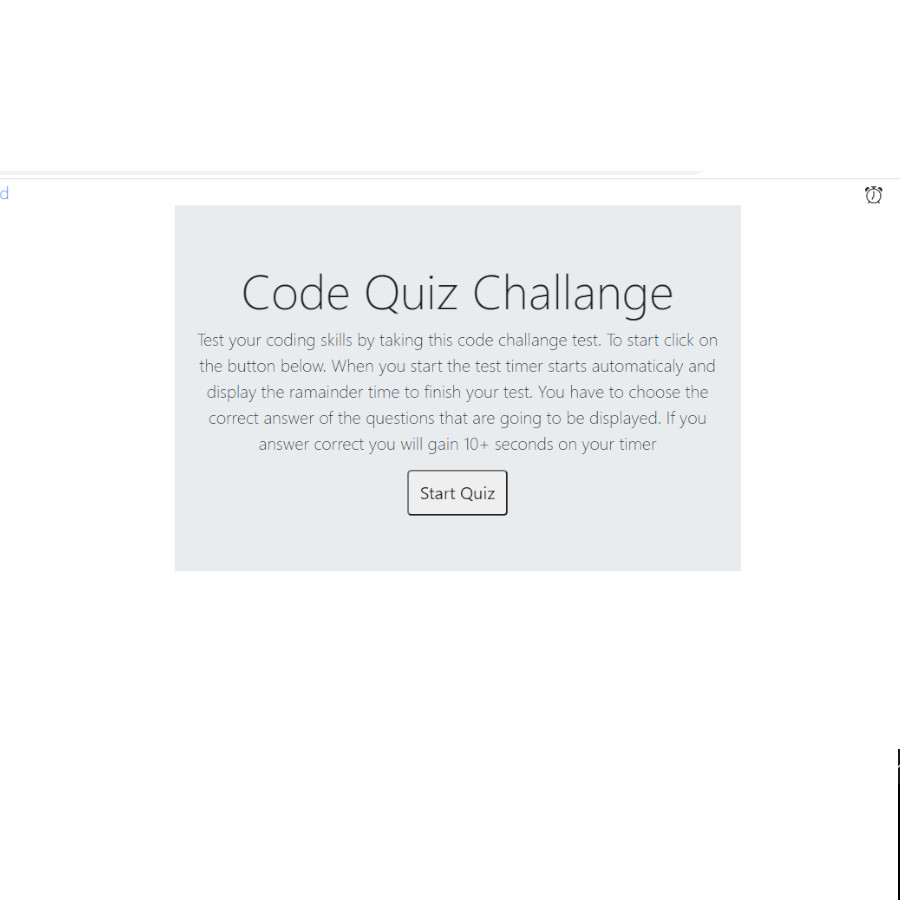 d
Code Quiz Challange
Test your coding skills by taking this code challange test. To start click on
the button below. When you start the test timer starts automaticaly and
display the ramainder time to finish your test. You have to choose the
correct answer of the questions that are going to be displayed. If you
answer correct you will gain 10+ seconds on your timer
Start Quiz